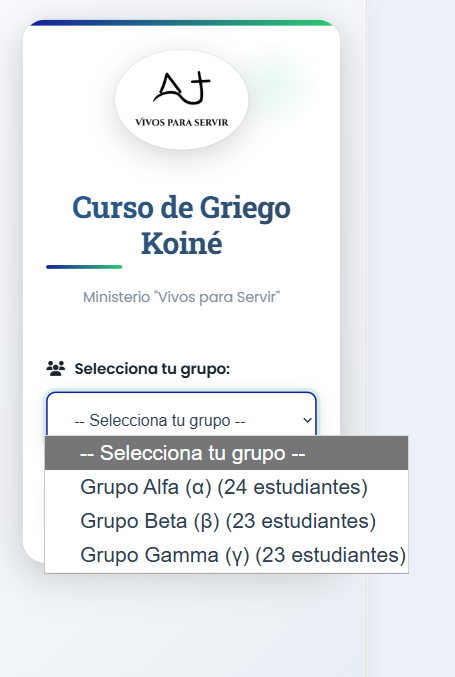 VIVOS PARA SERVIR
Curso de Griego
Koiné
Ministerio "Vivos para Servir"
Selecciona tu grupo:
-- Selecciona tu grupo --
-- Selecciona tu grupo --
Grupo Alfa (α) (24 estudiantes)
Grupo Beta (β) (23 estudiantes)
Grupo Gamma (γ) (23 estudiantes)